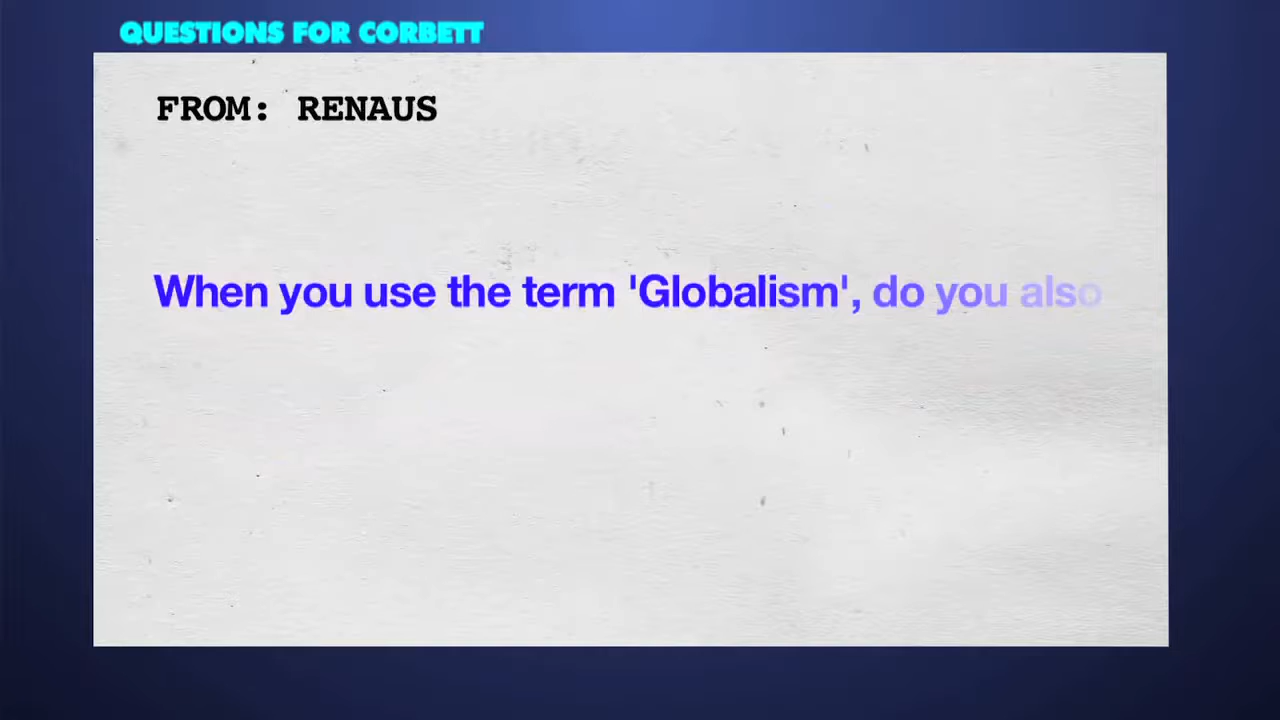 QUESTIONS FOR CORBETT
FROM: RENAUS
When you use the term 'Globalism', do you also